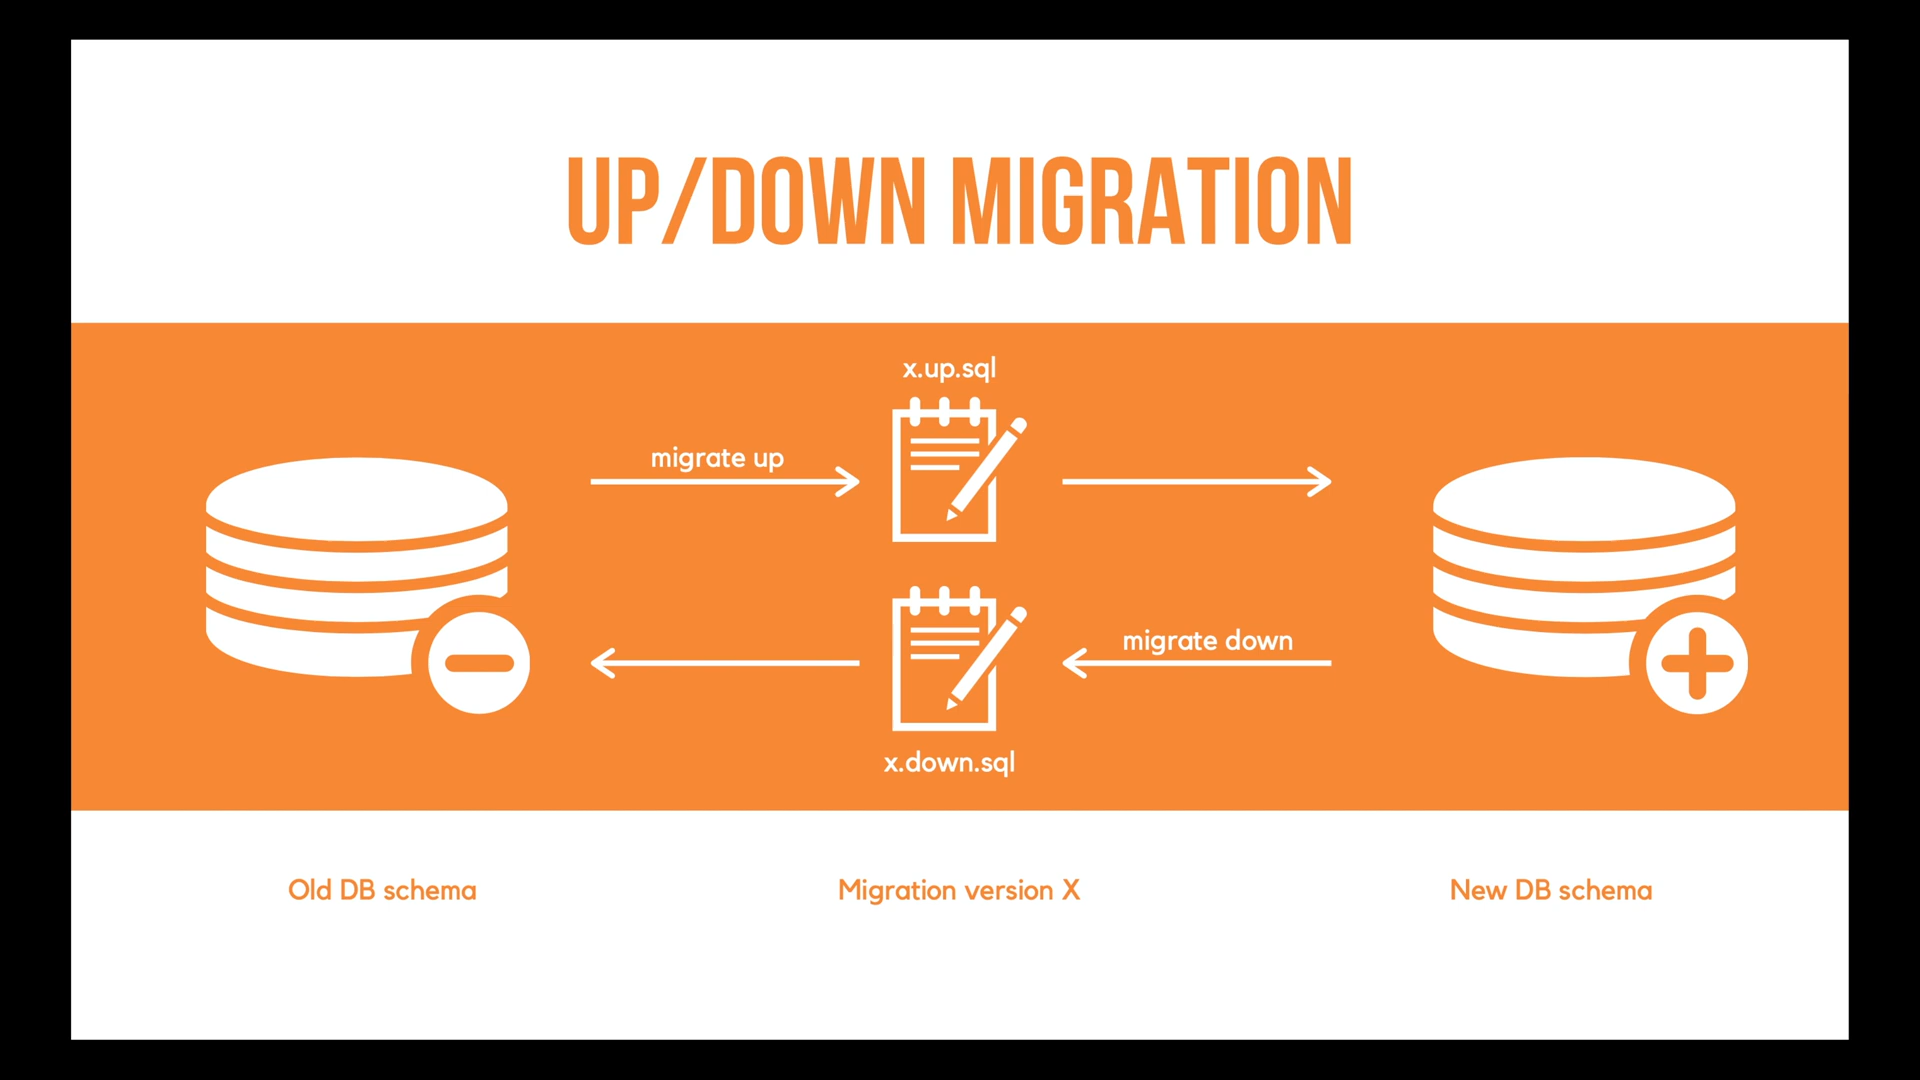 UP/DOWN MIGRATION
x.up.sql
migrate up
migrate down
x.down.sql
Old DB schema
Migration version X
New DB schema